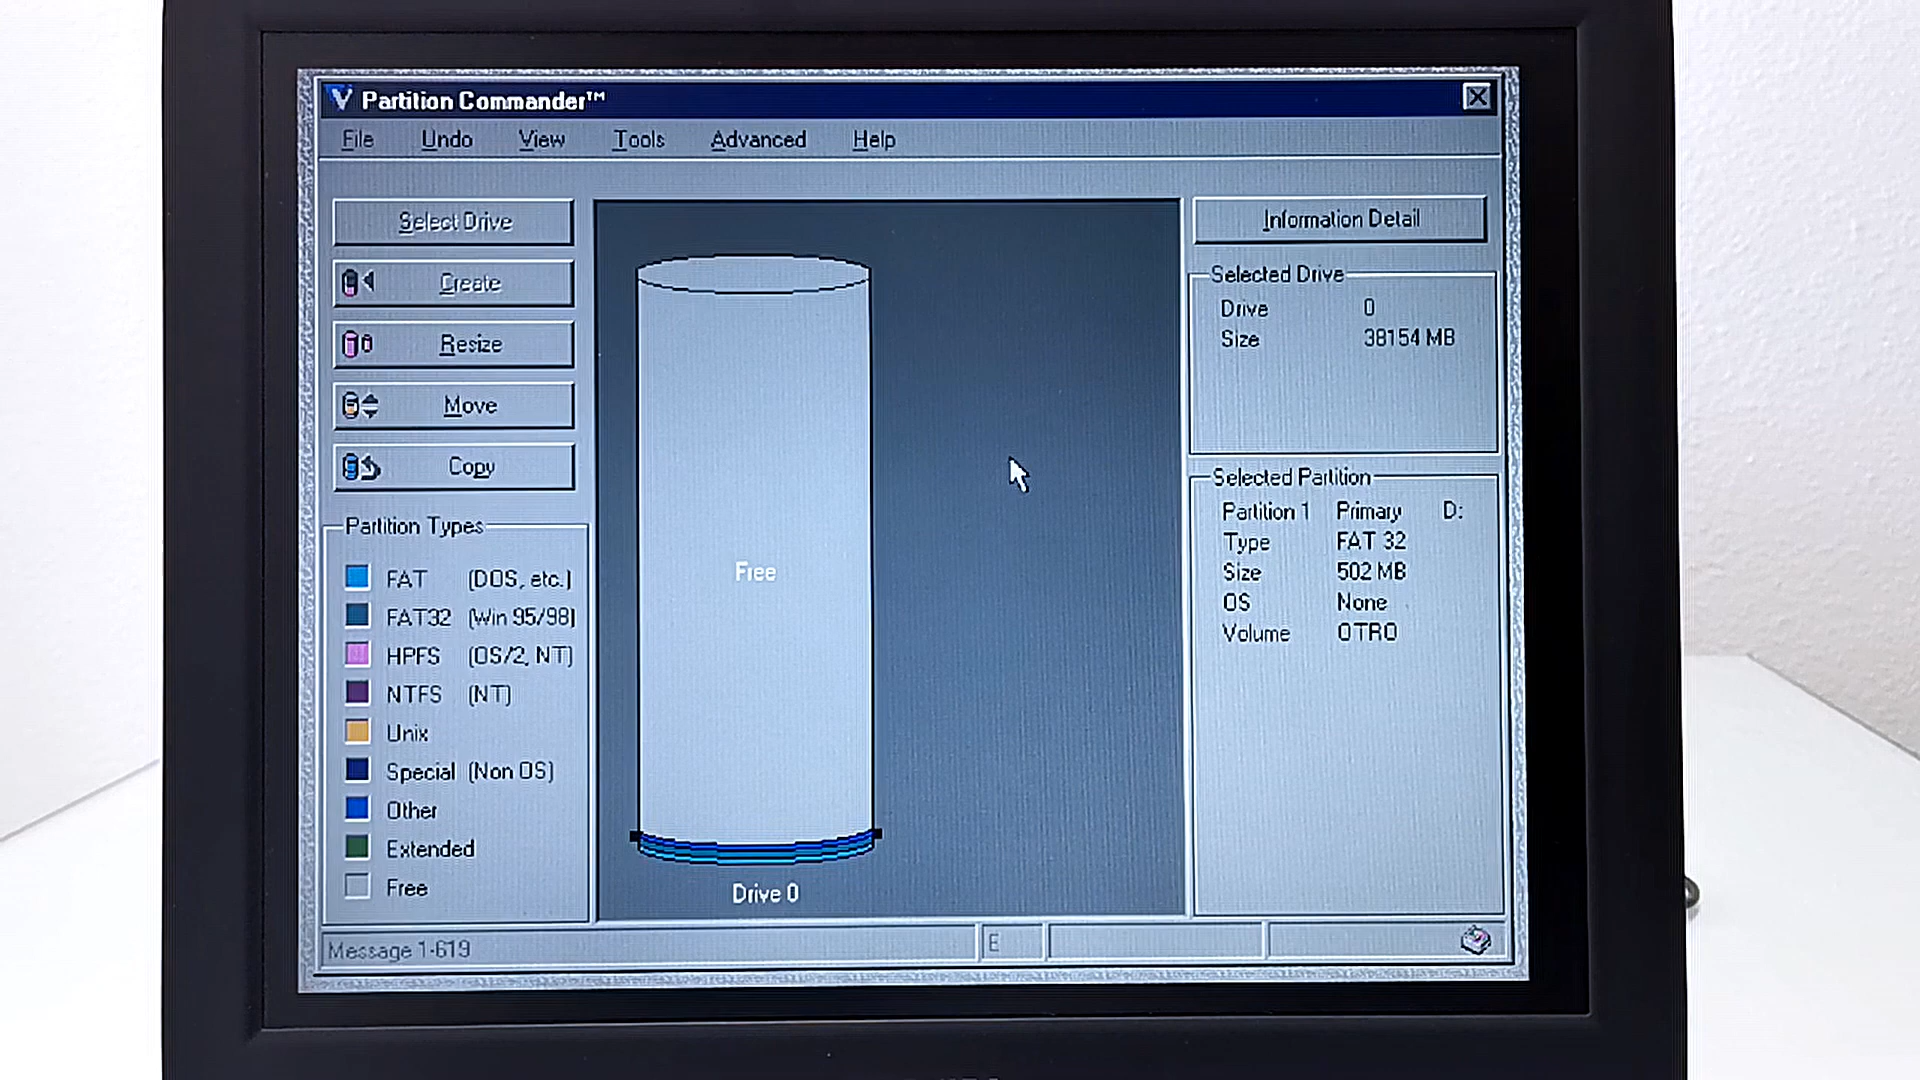 Partition Commander™
File Undo View Tools Advanced Help
Select Drive
Create
Resize
Move
Copy
Partition Types
FAT (DOS, etc.)
FAT32 (Win 95/98)
HPFS (OS/2, NT)
NTFS (NT)
Unix
Special (Non OS)
Other
Extended
Free
Free
Drive 0
Information Detail
Selected Drive
Drive 0
Size 38154 MB
Selected Partition
Partition 1 Primary D:
Type FAT 32
Size 502 MB
OS None
Volume OTRO
Message 1-619
E